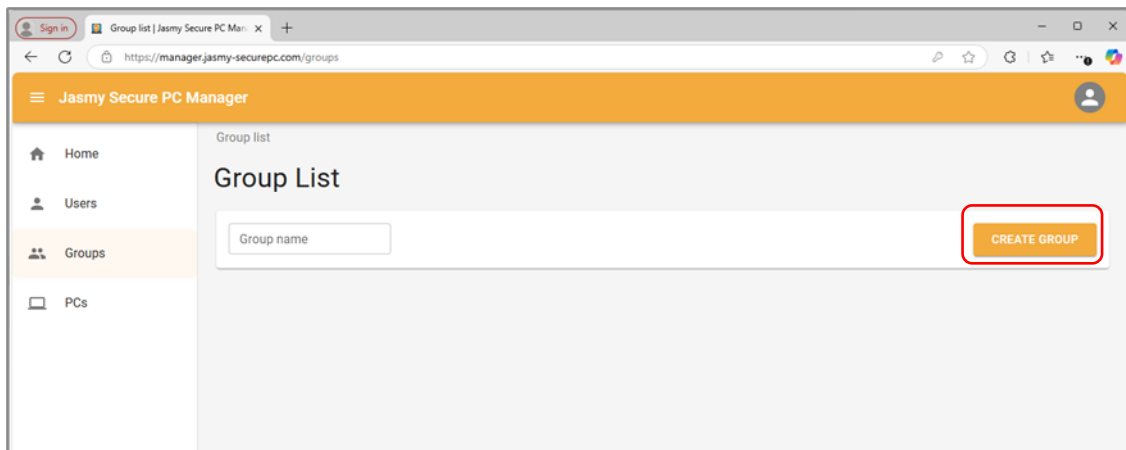 Sign in
Group list | Jasmy Secure PC Man
https://manager.jasmy-securepc.com/groups
Jasmy Secure PC Manager
Group list
Home
Group List
Users
Group name
CREATE GROUP
Groups
PCs